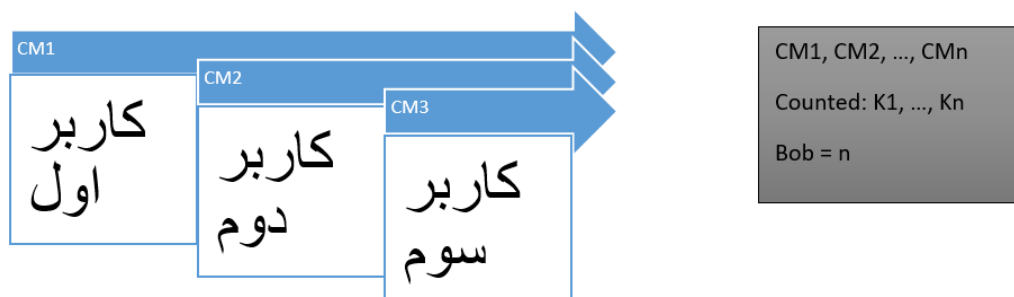 CM1
کاربر
اول
CM2
کاربر
دوم
CM3
کاربر
سوم
CM1, CM2, ..., CMn
Counted: K1, ..., Kn
Bob = n